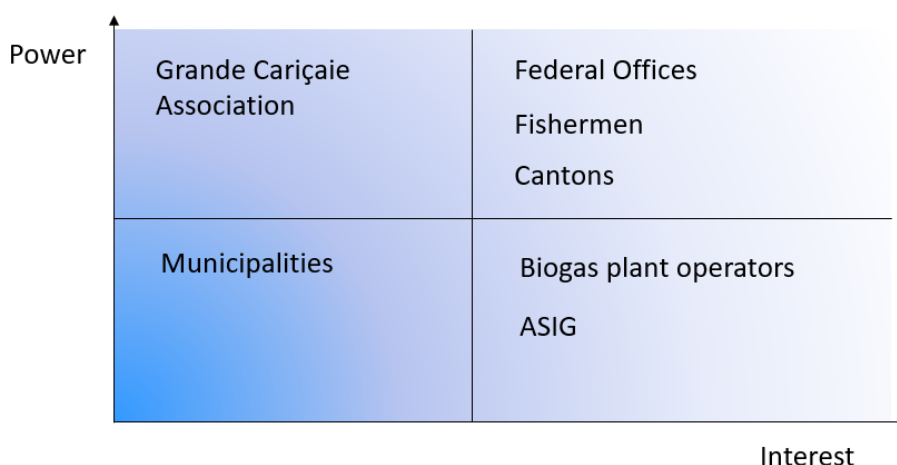 Power
Grande Cariçaie
Association
Federal Offices
Fishermen
Cantons
Municipalities
Biogas plant operators
ASIG
Interest